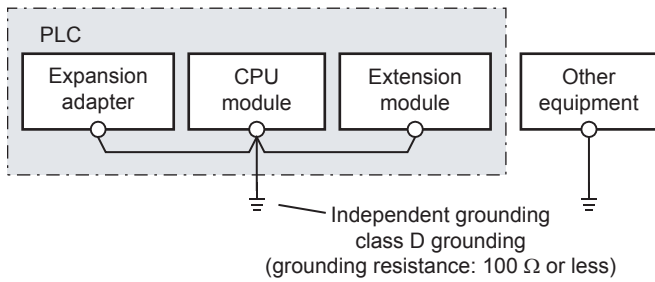 PLC
Expansion
adapter
CPU
module
Extension
module
Other
equipment
Independent grounding
class D grounding
(grounding resistance: 100 Ω or less)